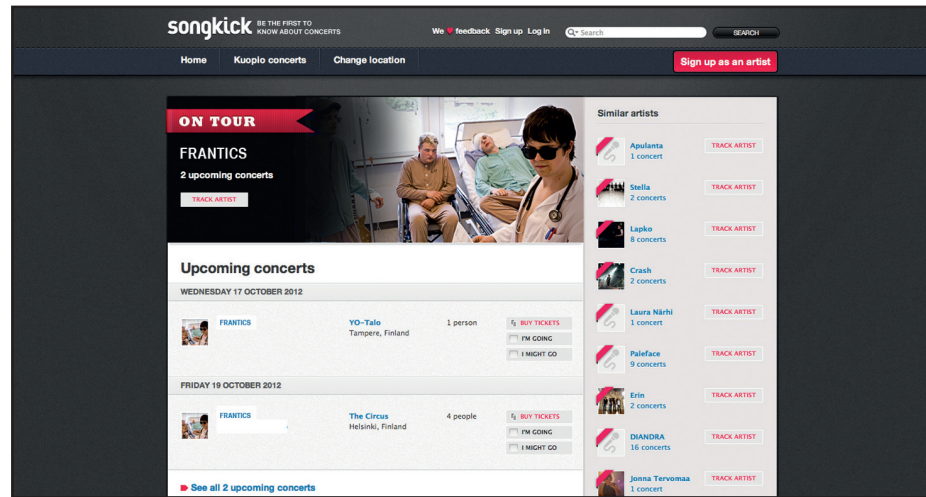 songkick BE THE FIRST TO
KNOW ABOUT CONCERTS
We feedback Sign up Log In Search SEARCH
Home Kuopio concerts Change location Sign up as an artist
ON TOUR
FRANTICS
2 upcoming concerts
TRACK ARTIST
Upcoming concerts
WEDNESDAY 17 OCTOBER 2012
FRANTICS YO-Talo 1 person BUY TICKETS
Tampere, Finland
I'M GOING
I MIGHT GO
FRIDAY 19 OCTOBER 2012
FRANTICS The Circus 4 people BUY TICKETS
Helsinki, Finland
I'M GOING
I MIGHT GO
See all 2 upcoming concerts
Similar artists
Apulanta TRACK ARTIST
1 concert
Stella TRACK ARTIST
2 concerts
Lapko TRACK ARTIST
8 concerts
Crash TRACK ARTIST
2 concerts
Laura Närhi TRACK ARTIST
1 concert
Paleface TRACK ARTIST
9 concerts
Erin TRACK ARTIST
2 concerts
DIANDRA TRACK ARTIST
16 concerts
Jonna Tervomaa TRACK ARTIST
1 concert